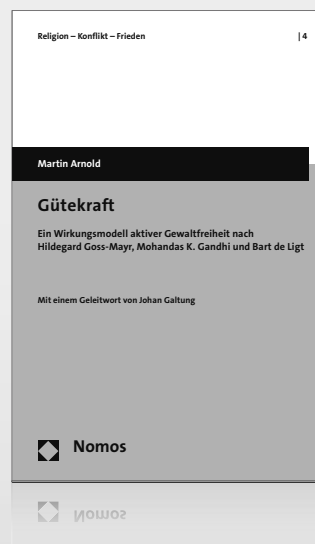 Religion – Konflikt – Frieden | 4
Martin Arnold
Gütekraft
Ein Wirkungsmodell aktiver Gewaltfreiheit nach
Hildegard Goss-Mayr, Mohandas K. Gandhi und Bart de Ligt
Mit einem Geleitwort von Johan Galtung
Nomos
Nomos